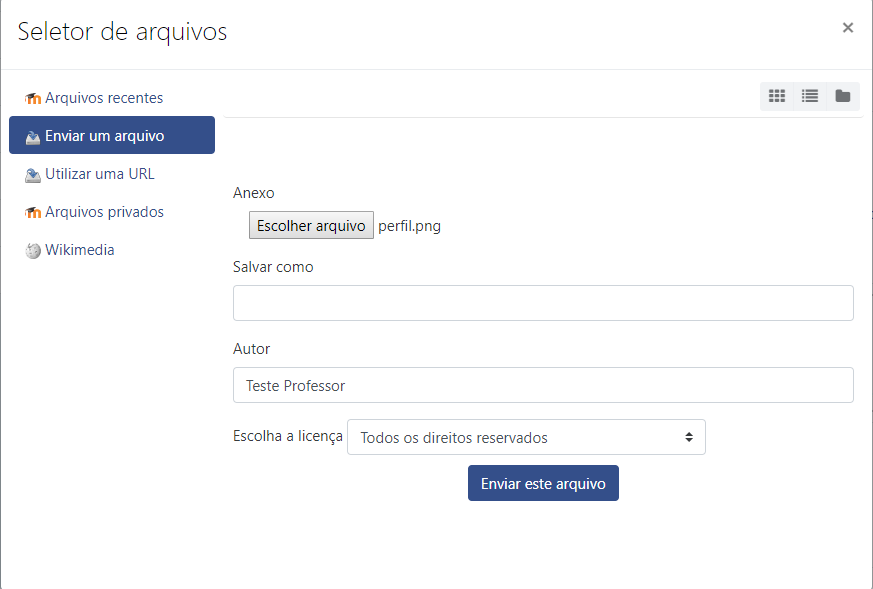 Seletor de arquivos
×
Arquivos recentes
Enviar um arquivo
Utilizar uma URL
Arquivos privados
Wikimedia
Anexo
Escolher arquivo perfil.png
Salvar como
Autor
Teste Professor
Escolha a licença Todos os direitos reservados
Enviar este arquivo